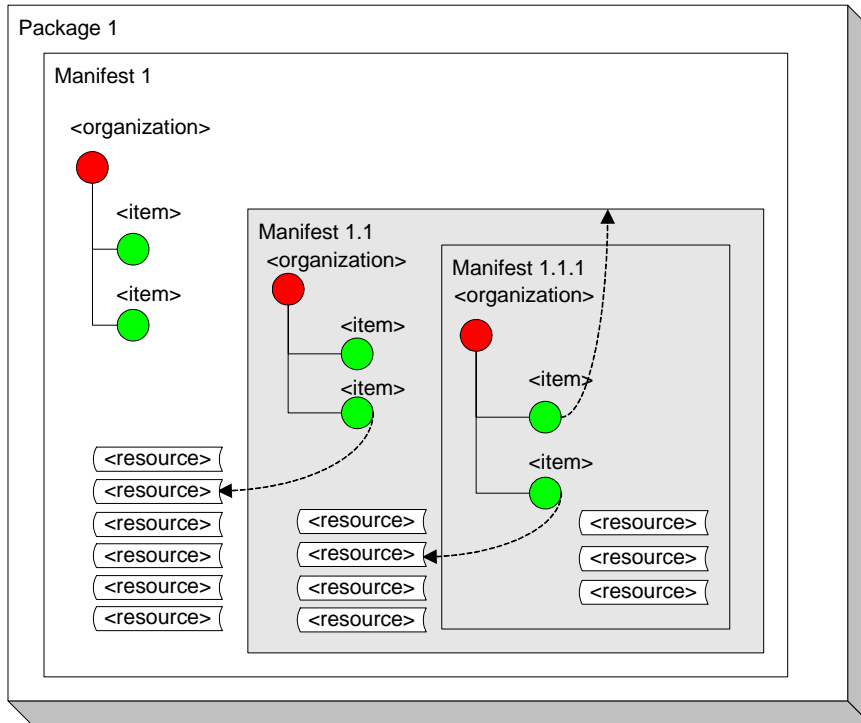 Package 1
Manifest 1
<organization>
<item>
<item>
<resource>
<resource>
<resource>
<resource>
<resource>
<resource>
Manifest 1.1
<organization>
<item>
<item>
<resource>
<resource>
<resource>
<resource>
Manifest 1.1.1
<organization>
<item>
<item>
<resource>
<resource>
<resource>